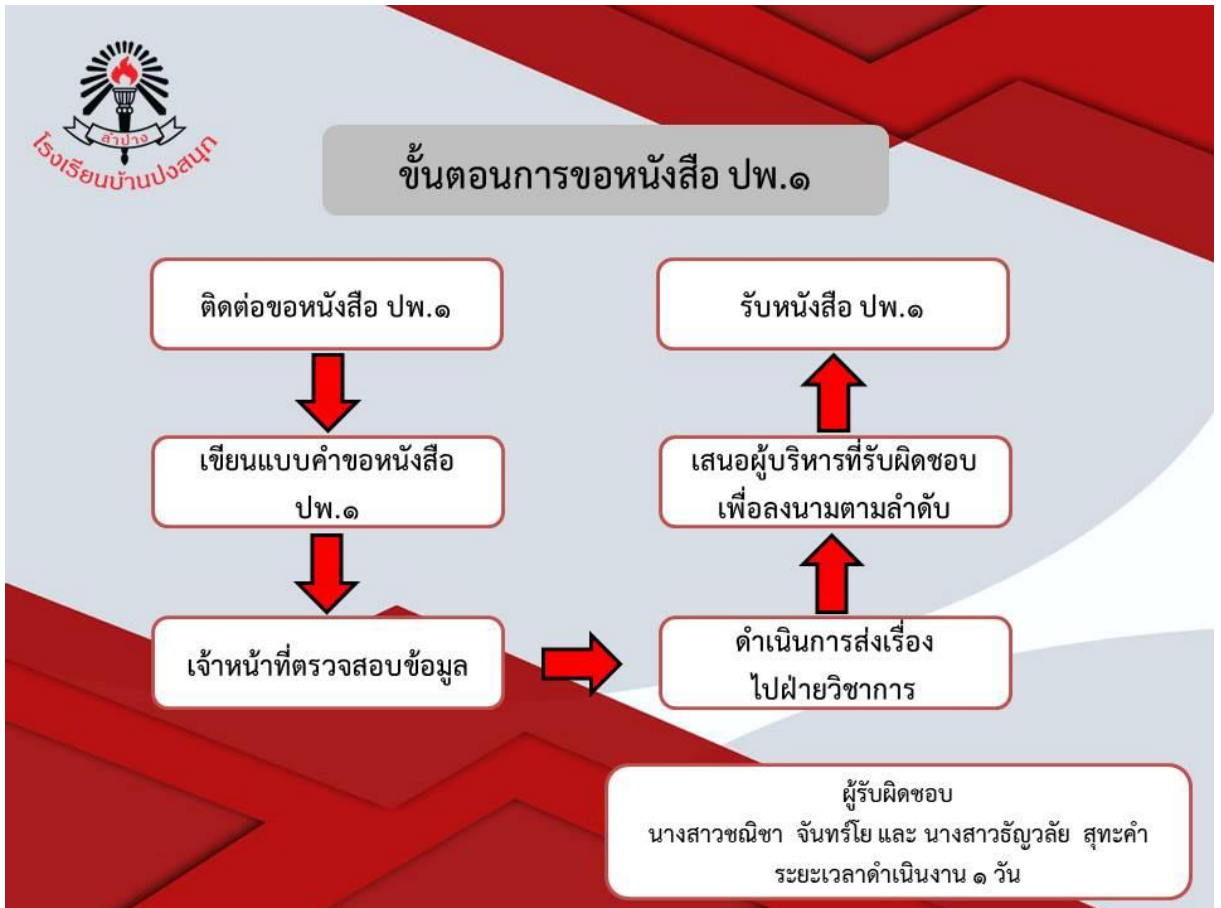 ลำปาง
โรงเรียนบ้านปงสนุก
ขั้นตอนการขอหนังสือ ปพ.๑
ติดต่อขอหนังสือ ปพ.๑
เขียนแบบคำขอหนังสือ
ปพ.๑
เจ้าหน้าที่ตรวจสอบข้อมูล
ดำเนินการส่งเรื่อง
ไปฝ่ายวิชาการ
เสนอผู้บริหารที่รับผิดชอบ
เพื่อลงนามตามลำดับ
รับหนังสือ ปพ.๑
ผู้รับผิดชอบ
นางสาวชณิชา จันทร์โย และ นางสาวธัญวลัย สุทะคำ
ระยะเวลาดำเนินงาน ๑ วัน